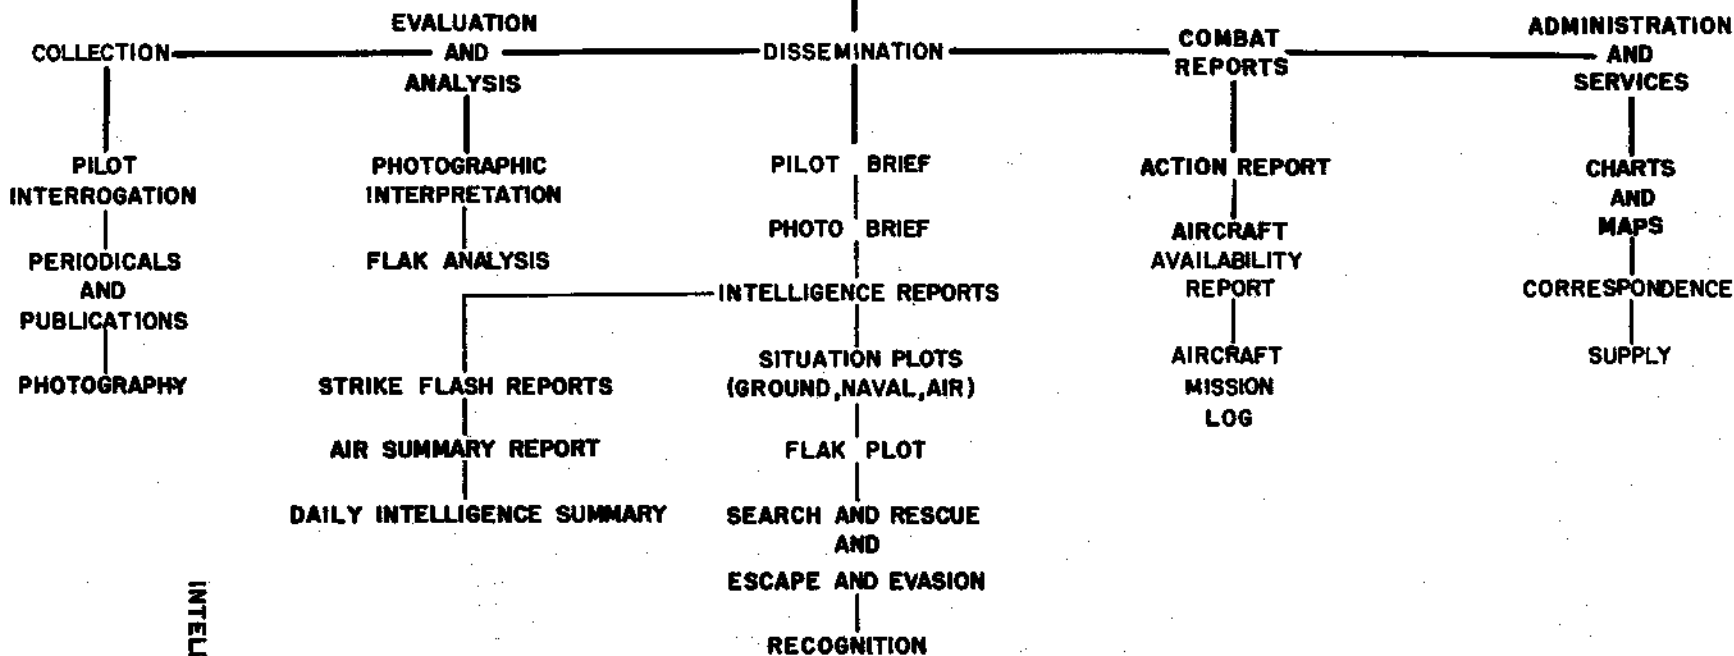 COLLECTION
EVALUATION
AND
ANALYSIS
DISSEMINATION
COMBAT
REPORTS
ADMINISTRATION
AND
SERVICES
PILOT
INTERROGATION
PERIODICALS
AND
PUBLICATIONS
PHOTOGRAPHY
PHOTOGRAPHIC
INTERPRETATION
FLAK ANALYSIS
PILOT BRIEF
PHOTO BRIEF
INTELLIGENCE REPORTS
STRIKE FLASH REPORTS
AIR SUMMARY REPORT
DAILY INTELLIGENCE SUMMARY
SITUATION PLOTS
(GROUND,NAVAL,AIR)
FLAK PLOT
SEARCH AND RESCUE
AND
ESCAPE AND EVASION
RECOGNITION
ACTION REPORT
AIRCRAFT
AVAILABILITY
REPORT
AIRCRAFT
MISSION
LOG
CHARTS
AND
MAPS
CORRESPONDENCE
SUPPLY